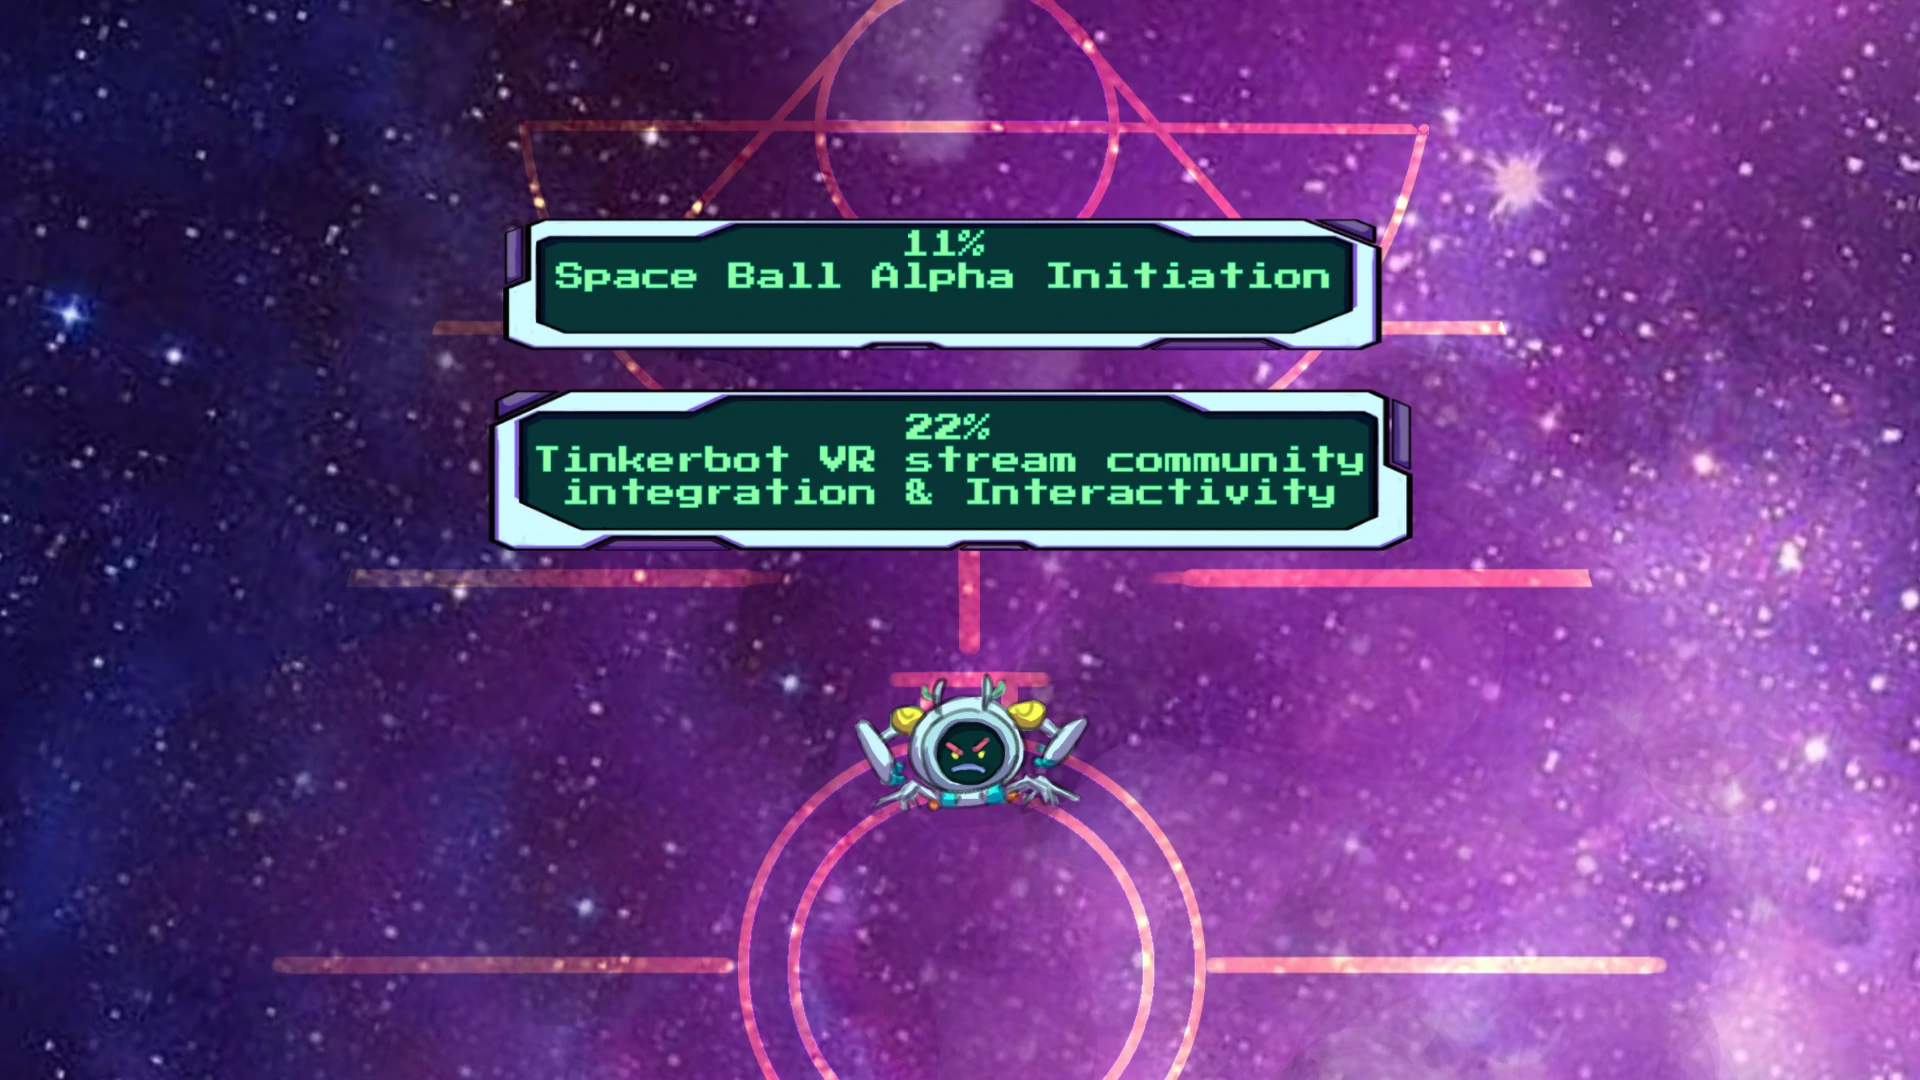 11%
Space Ball Alpha Initiation
22%
Tinkerbot VR stream community
integration & Interactivity